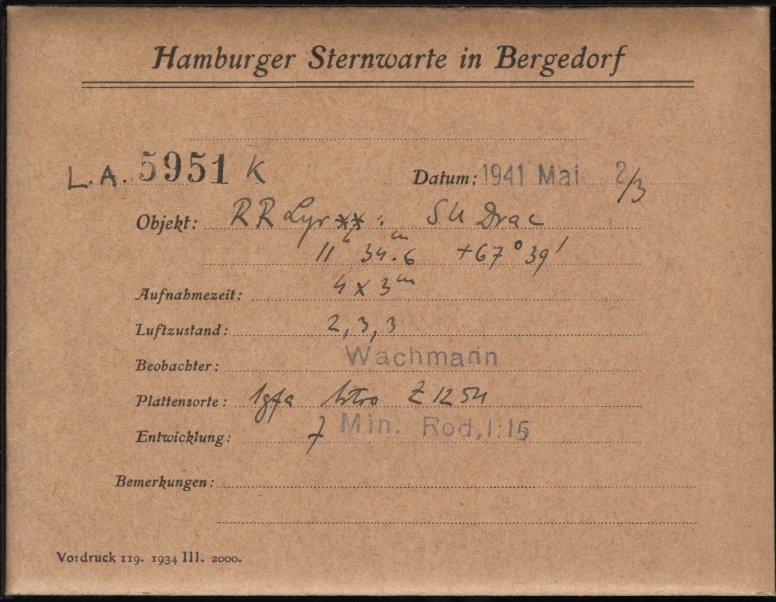 Hamburger Sternwarte in Bergedorf
L.A. 5951 K Datum: 1941 Mai 2/3
Objekt: RR Lyr ** : SU Drac
11ʰ 34.ᵐ6 +67° 39'
Aufnahmezeit: 4 x 3ᵐ
Luftzustand: 2, 3, 3
Beobachter: Wachmann
Plattensorte: Agfa Astro Z 1254
Entwicklung: 7 Min. Rod. 1:15
Bemerkungen:
Vordruck 119. 1934 III. 2000.